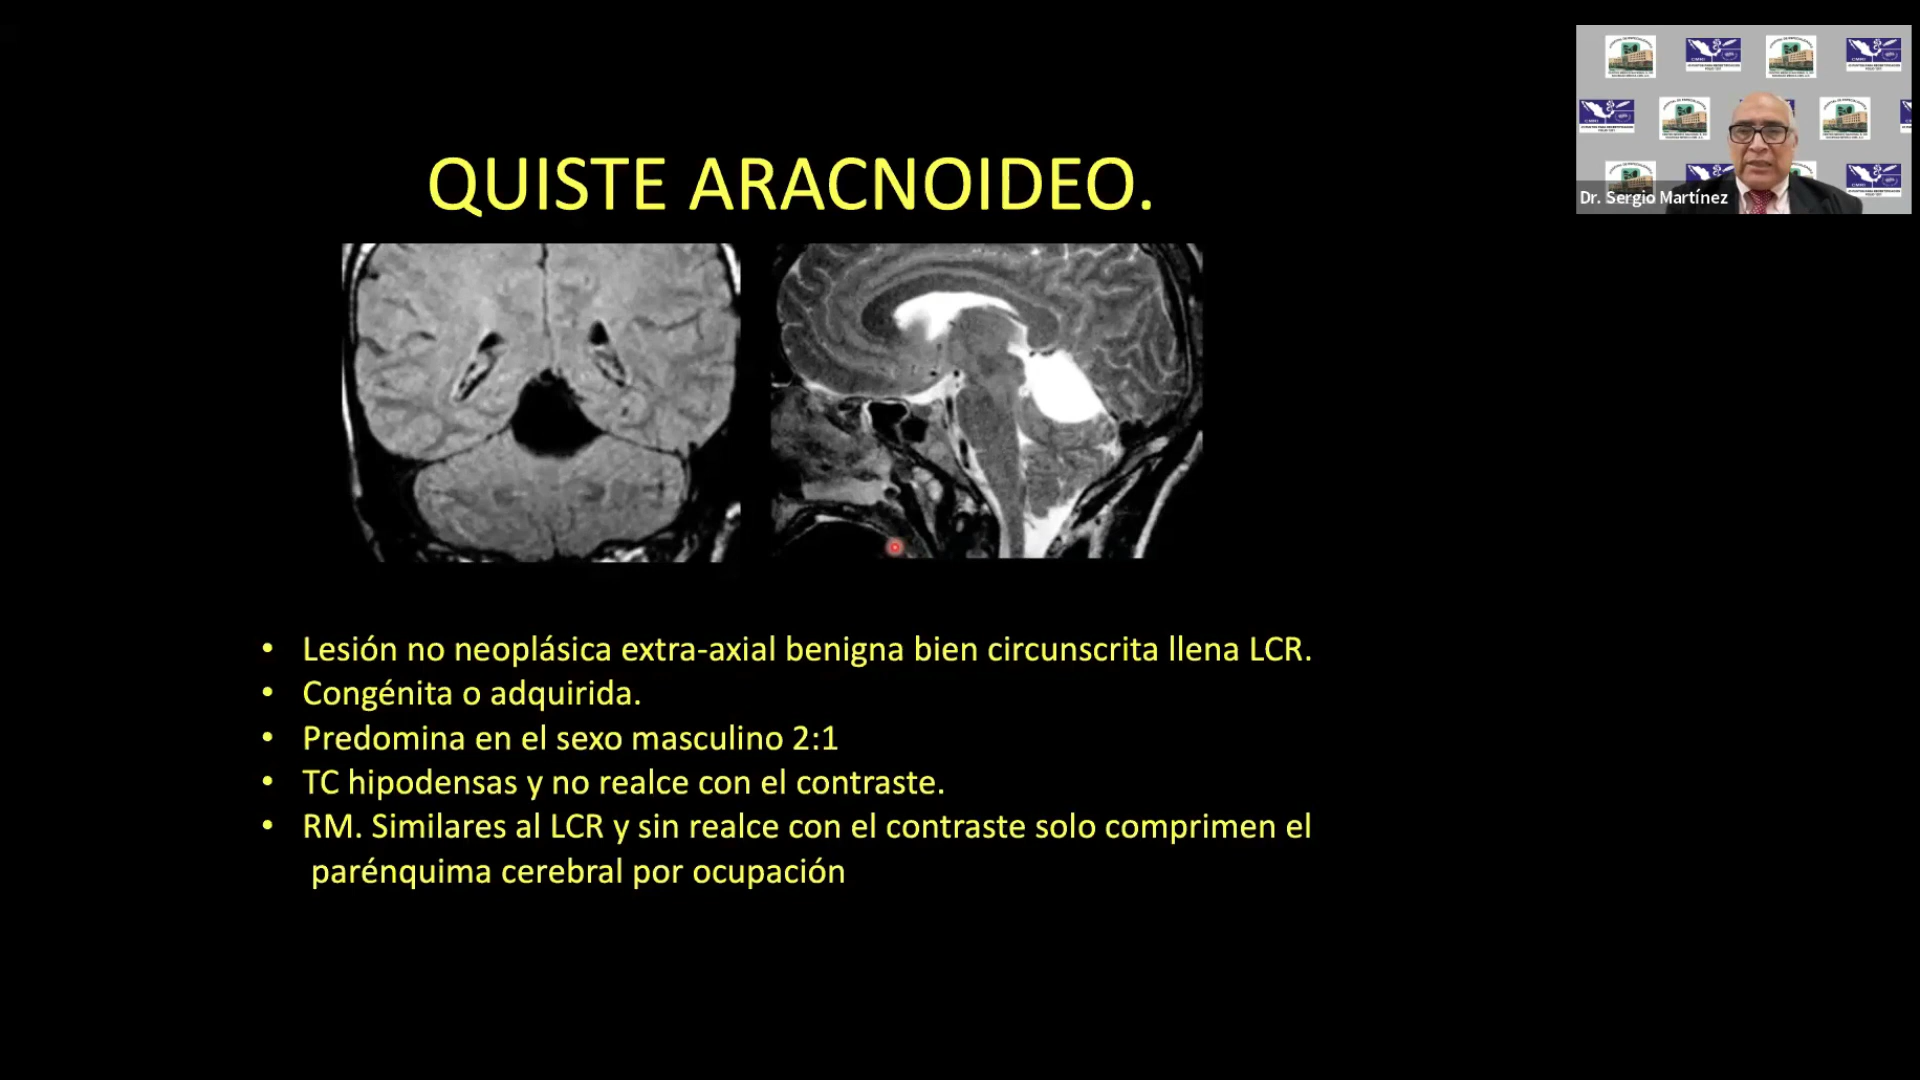 QUISTE ARACNOIDEO.
Dr. Sergio Martínez
• Lesión no neoplásica extra-axial benigna bien circunscrita llena LCR.
• Congénita o adquirida.
• Predomina en el sexo masculino 2:1
• TC hipodensas y no realce con el contraste.
• RM. Similares al LCR y sin realce con el contraste solo comprimen el
parénquima cerebral por ocupación